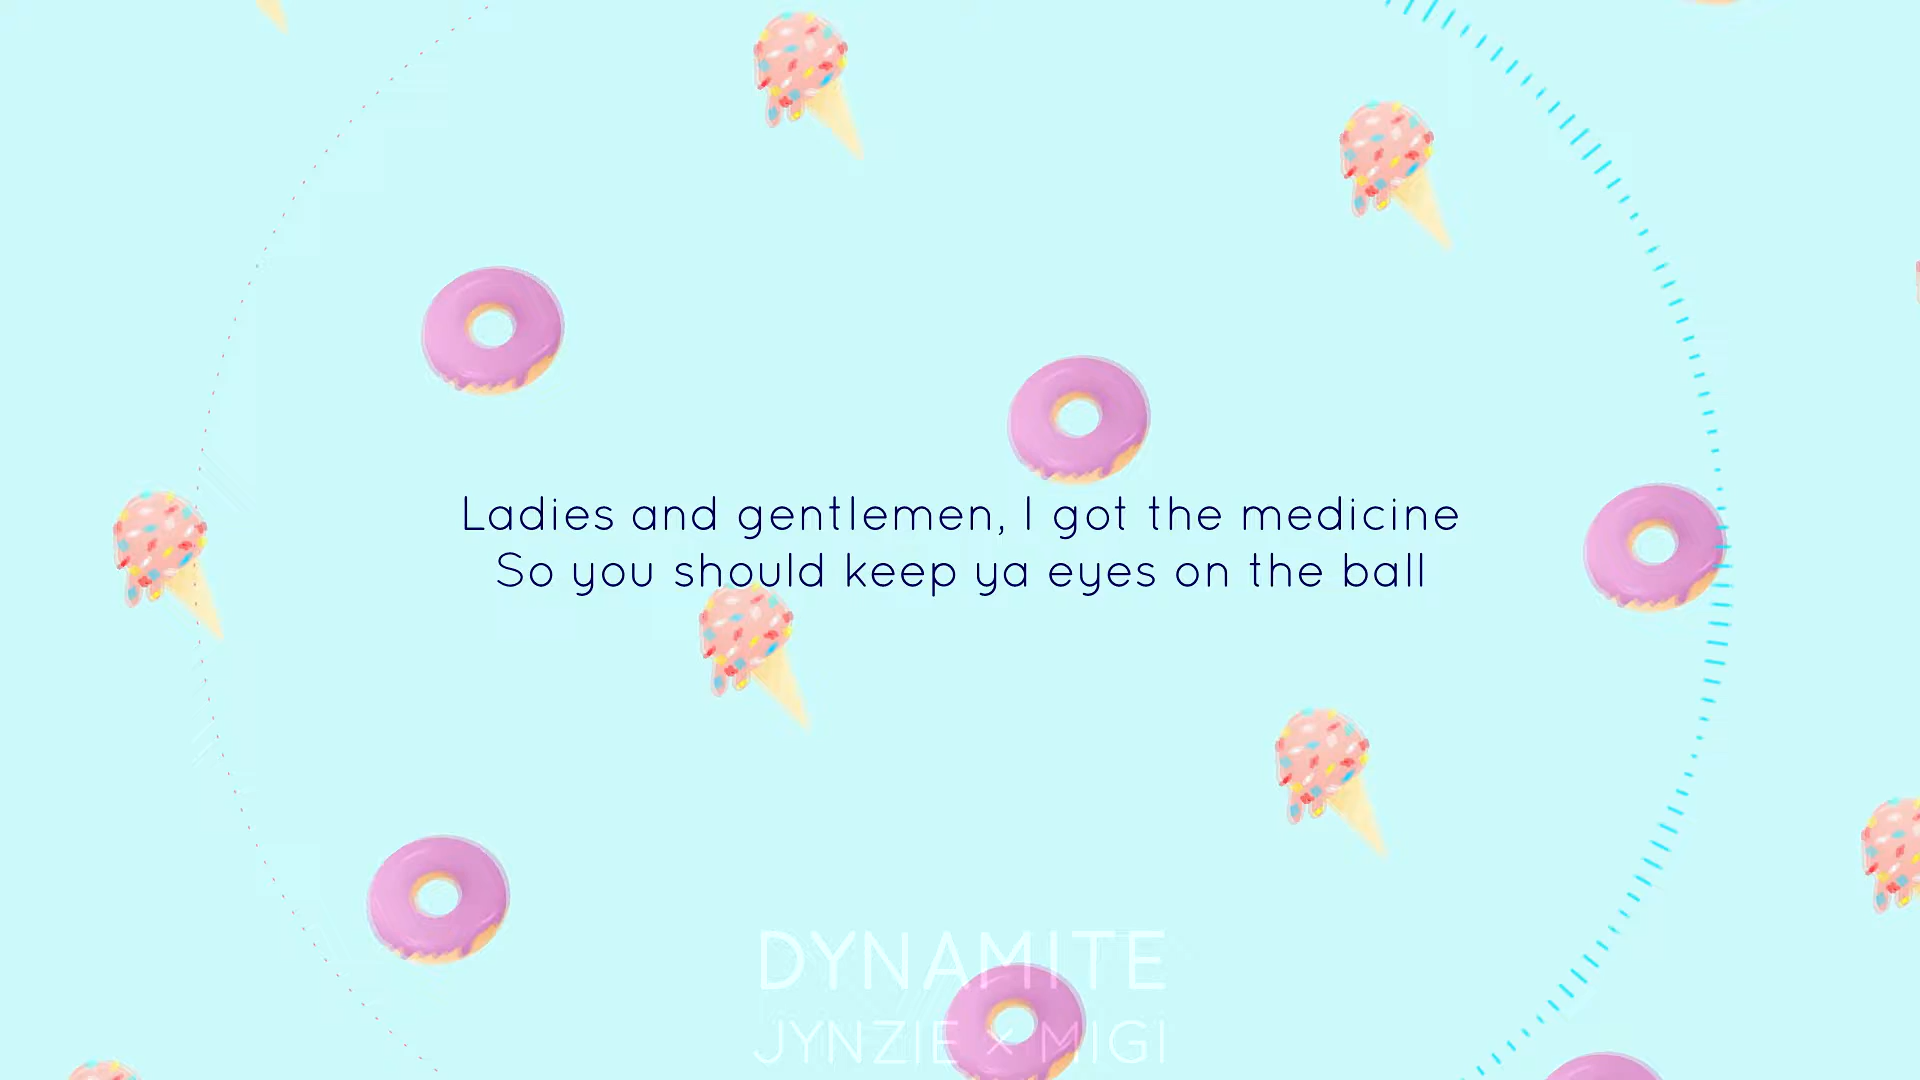 Ladies and gentlemen, I got the medicine
So you should keep ya eyes on the ball
DYNAMITE
JYNZIE × MIGI